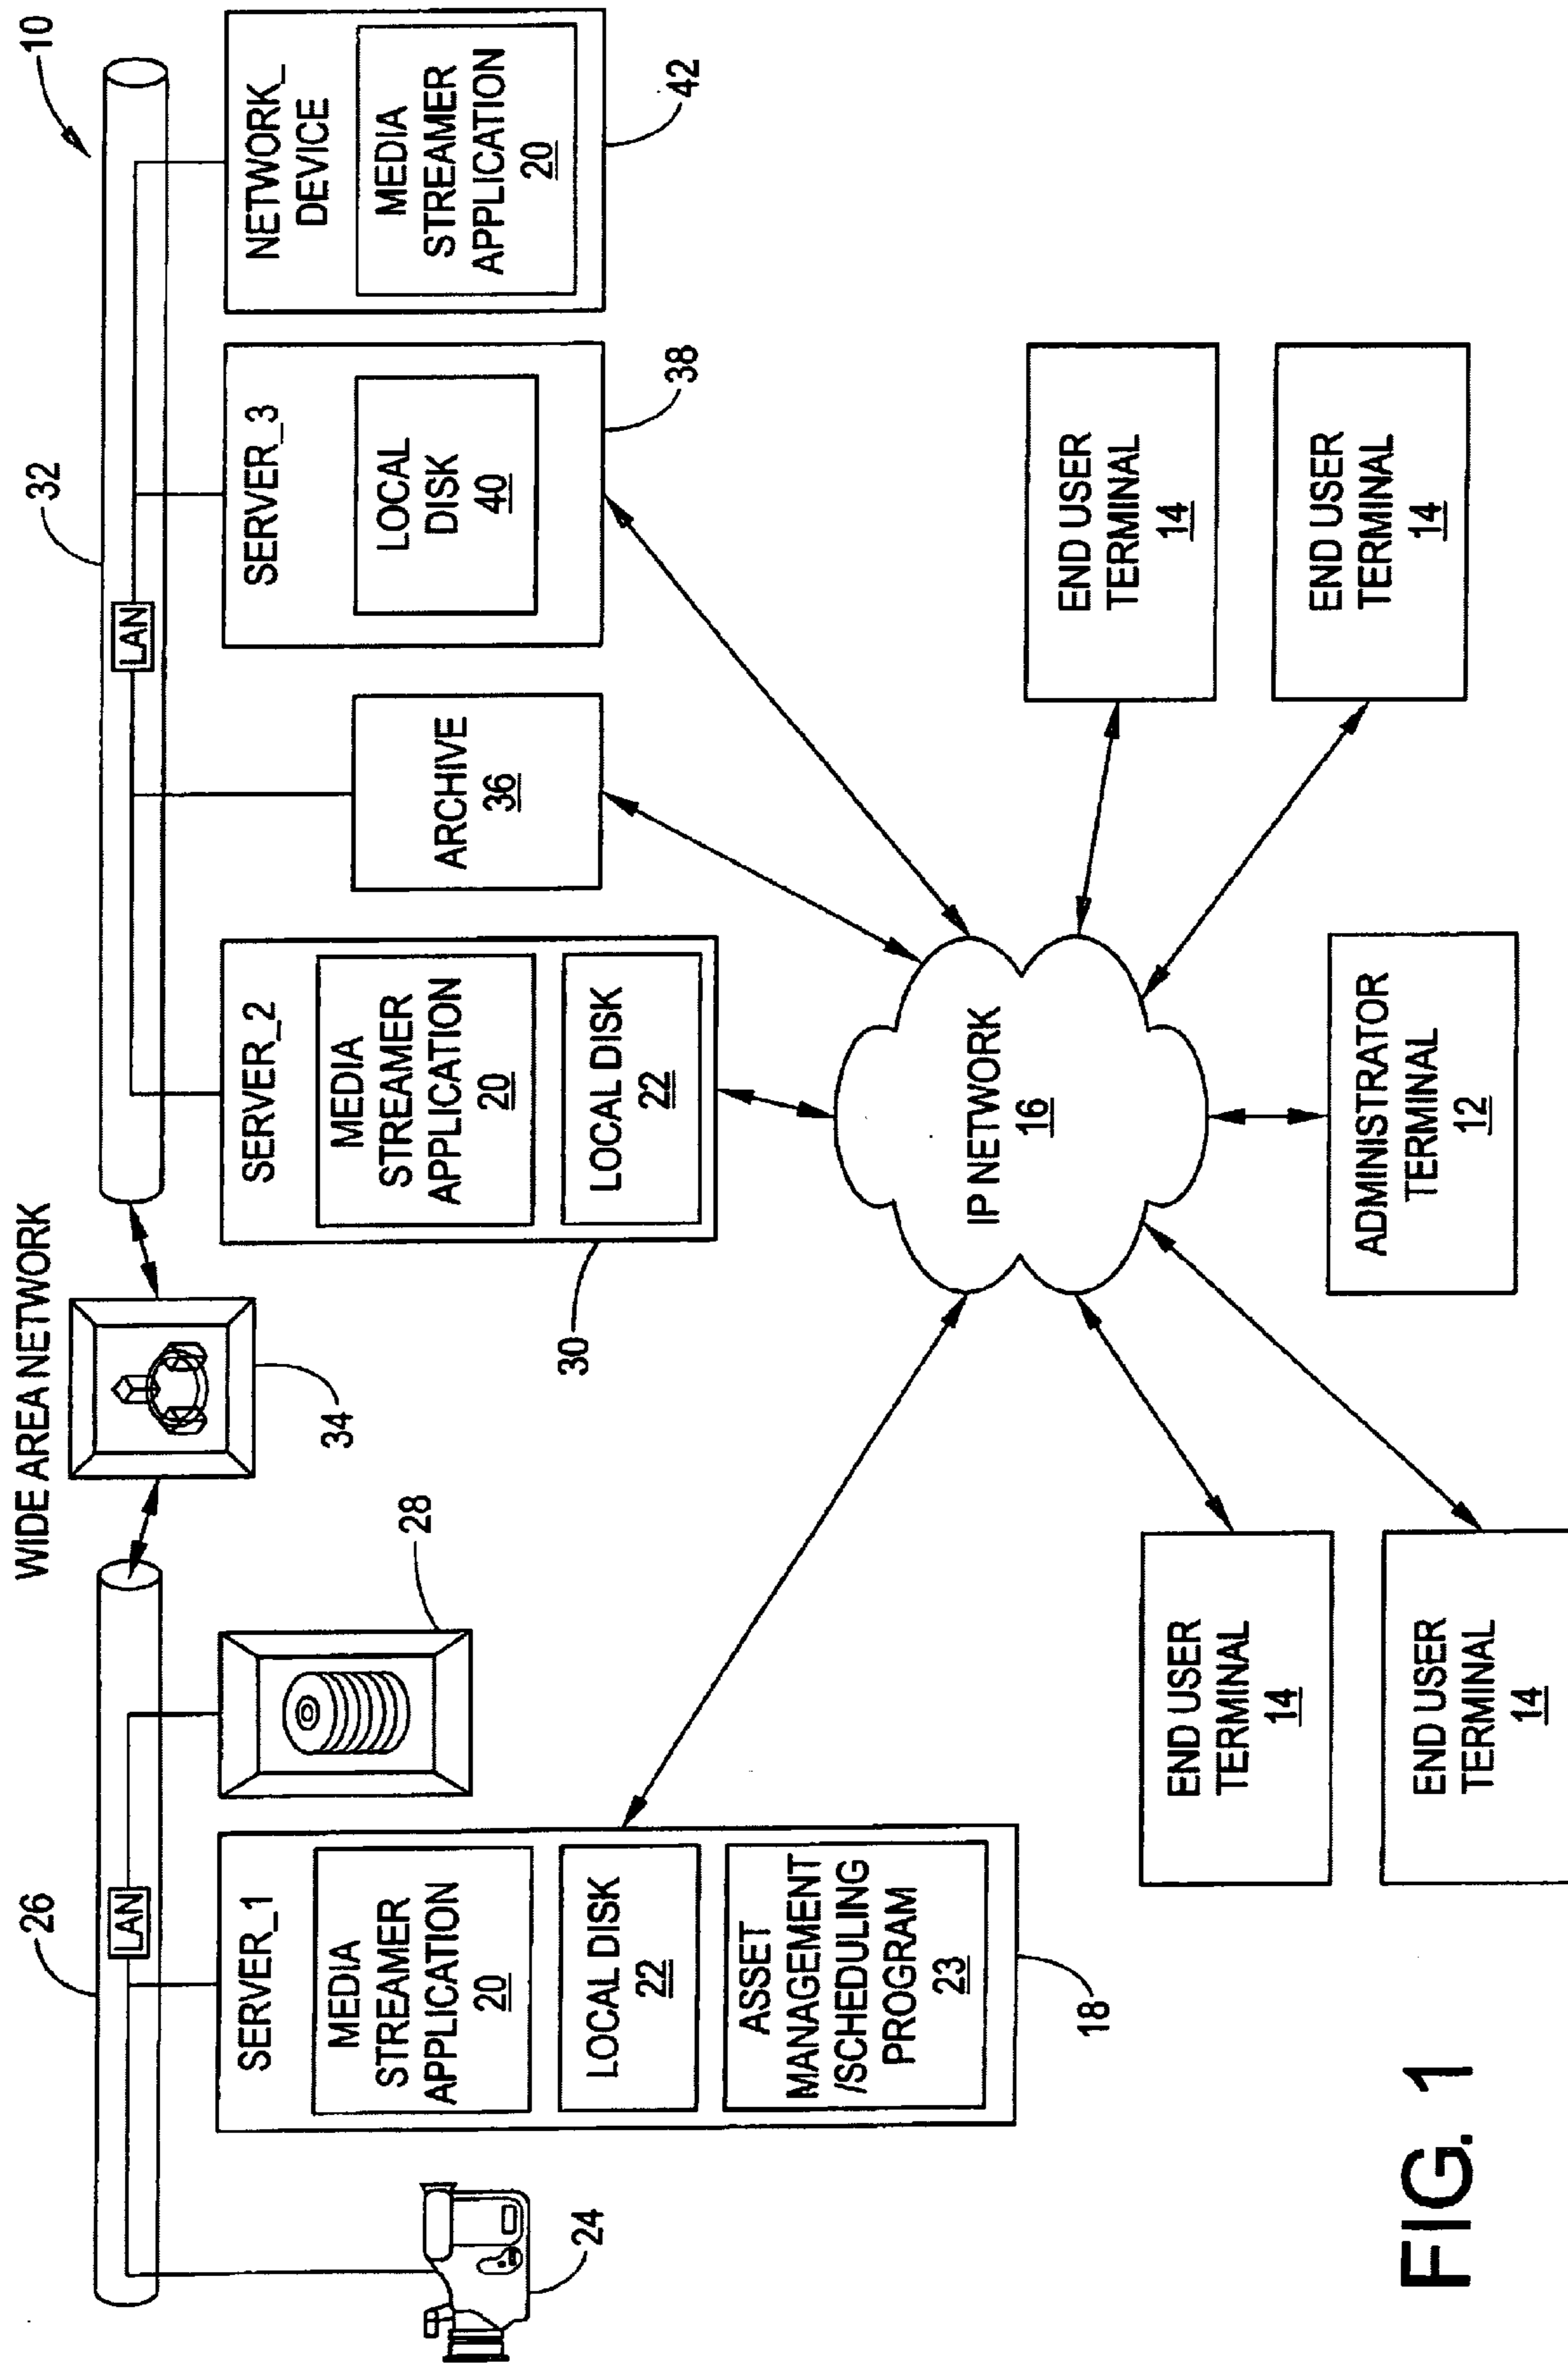 10
WIDE AREA NETWORK
26
LAN
32
LAN
28
34
SERVER_1
MEDIA
STREAMER
APPLICATION
20
LOCAL DISK
22
ASSET
MANAGEMENT
/SCHEDULING
PROGRAM
23
18
24
SERVER_2
MEDIA
STREAMER
APPLICATION
20
LOCAL DISK
22
30
ARCHIVE
36
SERVER_3
LOCAL
DISK
40
38
NETWORK_
DEVICE
MEDIA
STREAMER
APPLICATION
20
42
IP NETWORK
16
END USER
TERMINAL
14
END USER
TERMINAL
14
ADMINISTRATOR
TERMINAL
12
END USER
TERMINAL
14
END USER
TERMINAL
14
FIG. 1